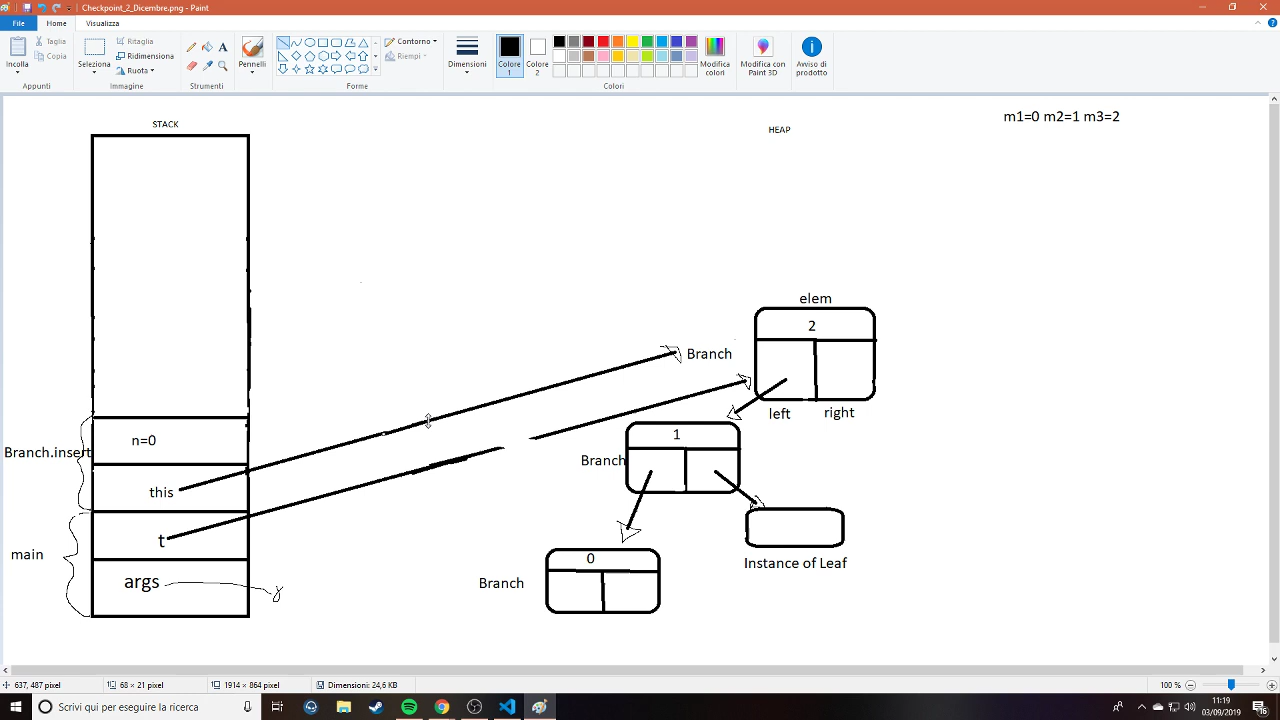 Checkpoint_2_Dicembre.png - Paint
File
Home
Visualizza
Incolla
Taglia
Copia
Appunti
Seleziona
Ritaglia
Ridimensiona
Ruota
Immagine
Strumenti
Pennelli
Forme
Contorno
Riempi
Dimensioni
Colore 1
Colore 2
Colori
Modifica colori
Modifica con Paint 3D
Avviso di prodotto
STACK
HEAP
m1=0 m2=1 m3=2
elem
2
Branch
left
right
n=0
Branch.insert
1
Branch
this
t
main
Instance of Leaf
0
args
Branch
637, 487 pixel
68 × 21 pixel
1914 × 864 pixel
Dimensioni: 24,6 KB
100 %
Scrivi qui per eseguire la ricerca
11:19
03/09/2019